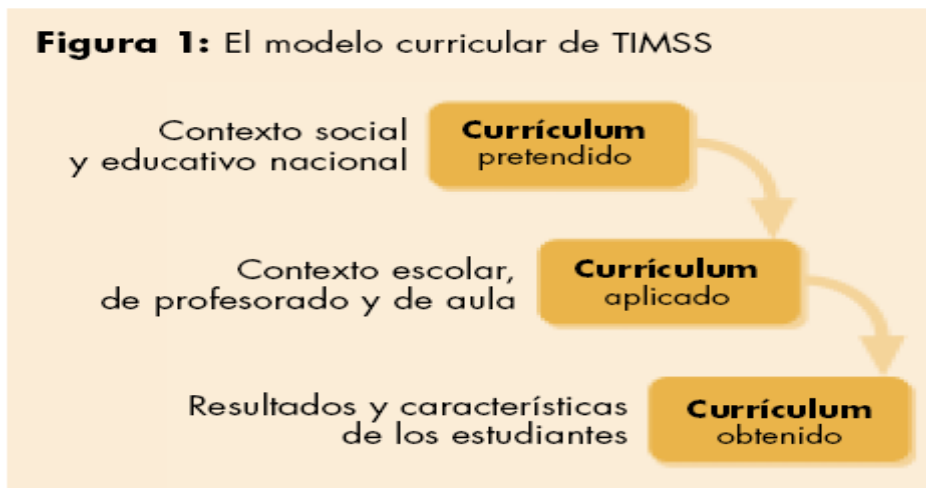 Figura 1: El modelo curricular de TIMSS
Contexto social
y educativo nacional
Currículum
pretendido
Contexto escolar,
de profesorado y de aula
Currículum
aplicado
Resultados y características
de los estudiantes
Currículum
obtenido